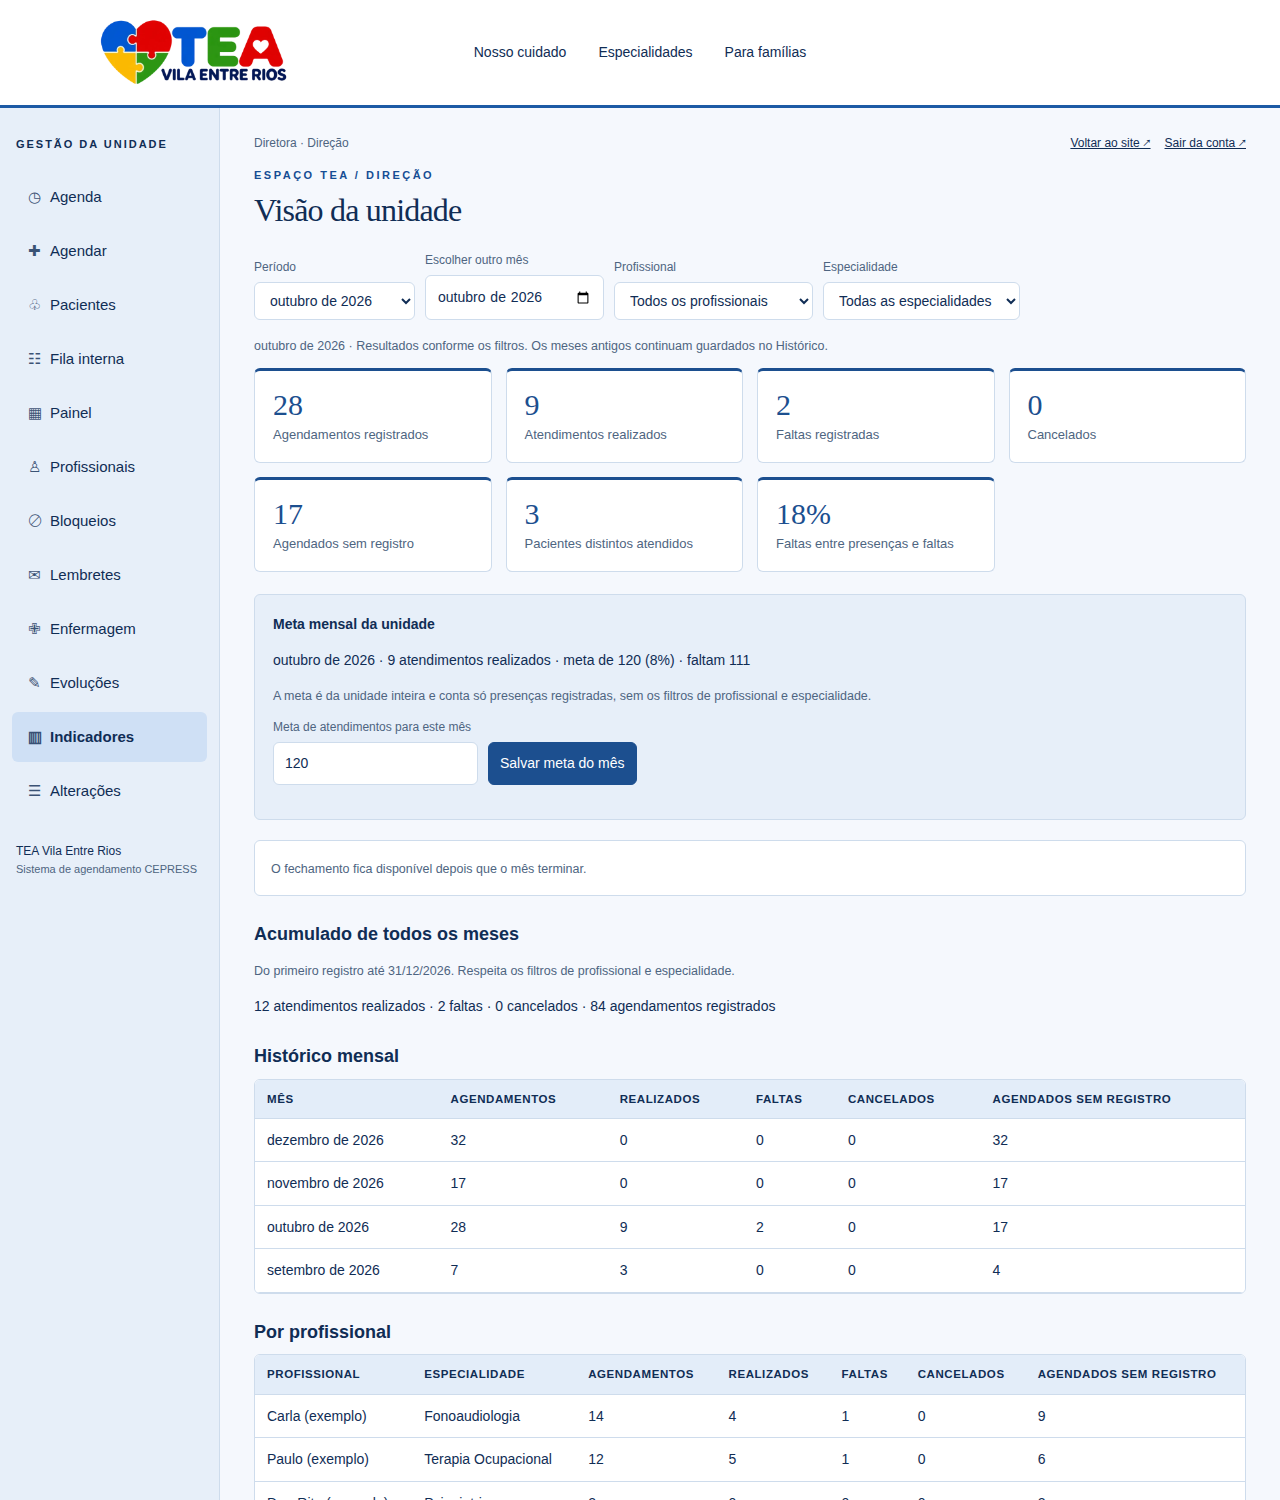 TEA
VILA ENTRE RIOS
Nosso cuidado
Especialidades
Para famílias
GESTÃO DA UNIDADE
Agenda
Agendar
Pacientes
Fila interna
Painel
Profissionais
Bloqueios
Lembretes
Enfermagem
Evoluções
Indicadores
Alterações
TEA Vila Entre Rios
Sistema de agendamento CEPRESS
Diretora · Direção
Voltar ao site ↗ Sair da conta ↗
ESPAÇO TEA / DIREÇÃO
Visão da unidade
Período
Escolher outro mês
Profissional
Especialidade
outubro de 2026
outubro de 2026
Todos os profissionais
Todas as especialidades
outubro de 2026 · Resultados conforme os filtros. Os meses antigos continuam guardados no Histórico.
28
Agendamentos registrados
9
Atendimentos realizados
2
Faltas registradas
0
Cancelados
17
Agendados sem registro
3
Pacientes distintos atendidos
18%
Faltas entre presenças e faltas
Meta mensal da unidade
outubro de 2026 · 9 atendimentos realizados · meta de 120 (8%) · faltam 111
A meta é da unidade inteira e conta só presenças registradas, sem os filtros de profissional e especialidade.
Meta de atendimentos para este mês
120
Salvar meta do mês
O fechamento fica disponível depois que o mês terminar.
Acumulado de todos os meses
Do primeiro registro até 31/12/2026. Respeita os filtros de profissional e especialidade.
12 atendimentos realizados · 2 faltas · 0 cancelados · 84 agendamentos registrados
Histórico mensal
MÊS AGENDAMENTOS REALIZADOS FALTAS CANCELADOS AGENDADOS SEM REGISTRO
dezembro de 2026 32 0 0 0 32
novembro de 2026 17 0 0 0 17
outubro de 2026 28 9 2 0 17
setembro de 2026 7 3 0 0 4
Por profissional
PROFISSIONAL ESPECIALIDADE AGENDAMENTOS REALIZADOS FALTAS CANCELADOS AGENDADOS SEM REGISTRO
Carla (exemplo) Fonoaudiologia 14 4 1 0 9
Paulo (exemplo) Terapia Ocupacional 12 5 1 0 6